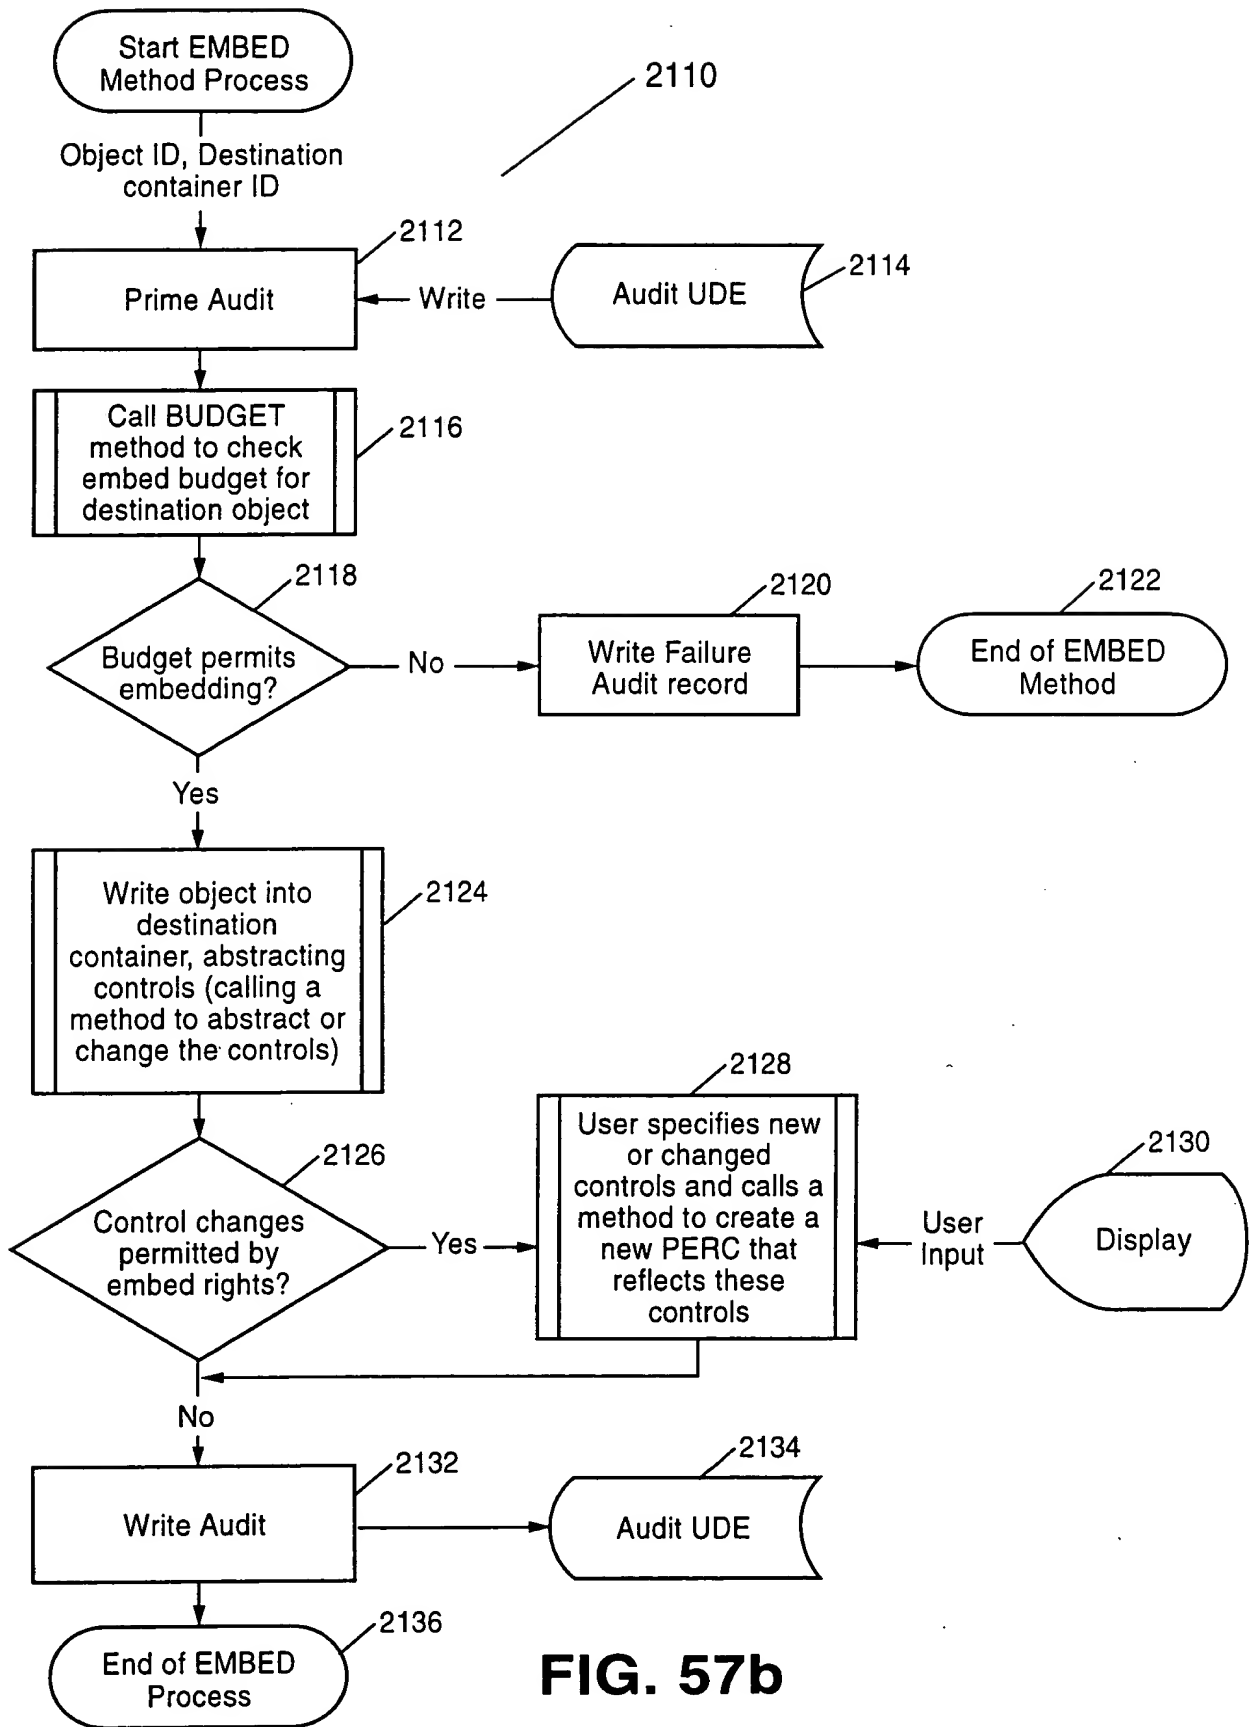 Start EMBED
Method Process
2110
Object ID, Destination
container ID
2112
Prime Audit
Write
Audit UDE
2114
Call BUDGET
method to check
embed budget for
destination object
2116
2118
Budget permits
embedding?
No
2120
Write Failure
Audit record
2122
End of EMBED
Method
Yes
Write object into
destination
container, abstracting
controls (calling a
method to abstract or
change the controls)
2124
2126
Control changes
permitted by
embed rights?
Yes
2128
User specifies new
or changed
controls and calls a
method to create a
new PERC that
reflects these
controls
User
Input
2130
Display
No
2132
Write Audit
2134
Audit UDE
2136
End of EMBED
Process
FIG. 57b